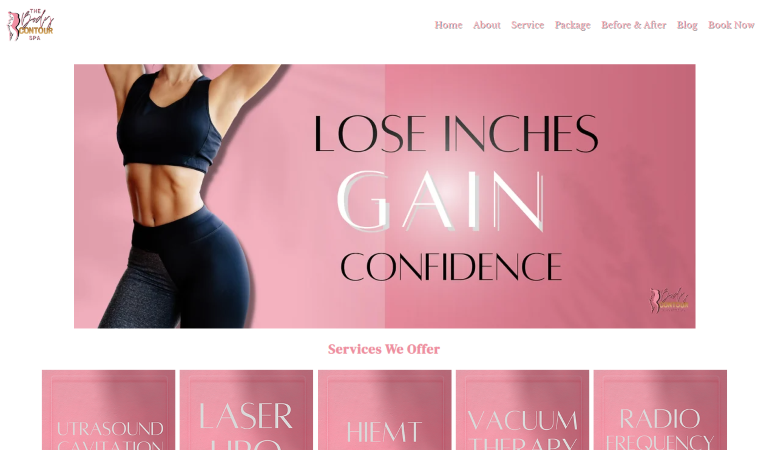 THE
Body
CONTOUR
SPA
Home About Service Package Before & After Blog Book Now
LOSE INCHES
GAIN
CONFIDENCE
Body
CONTOUR
Services We Offer
UTRASOUND
CAVITATION
LASER
LIPO
HIEMT
VACUUM
THERAPY
RADIO
FREQUENCY